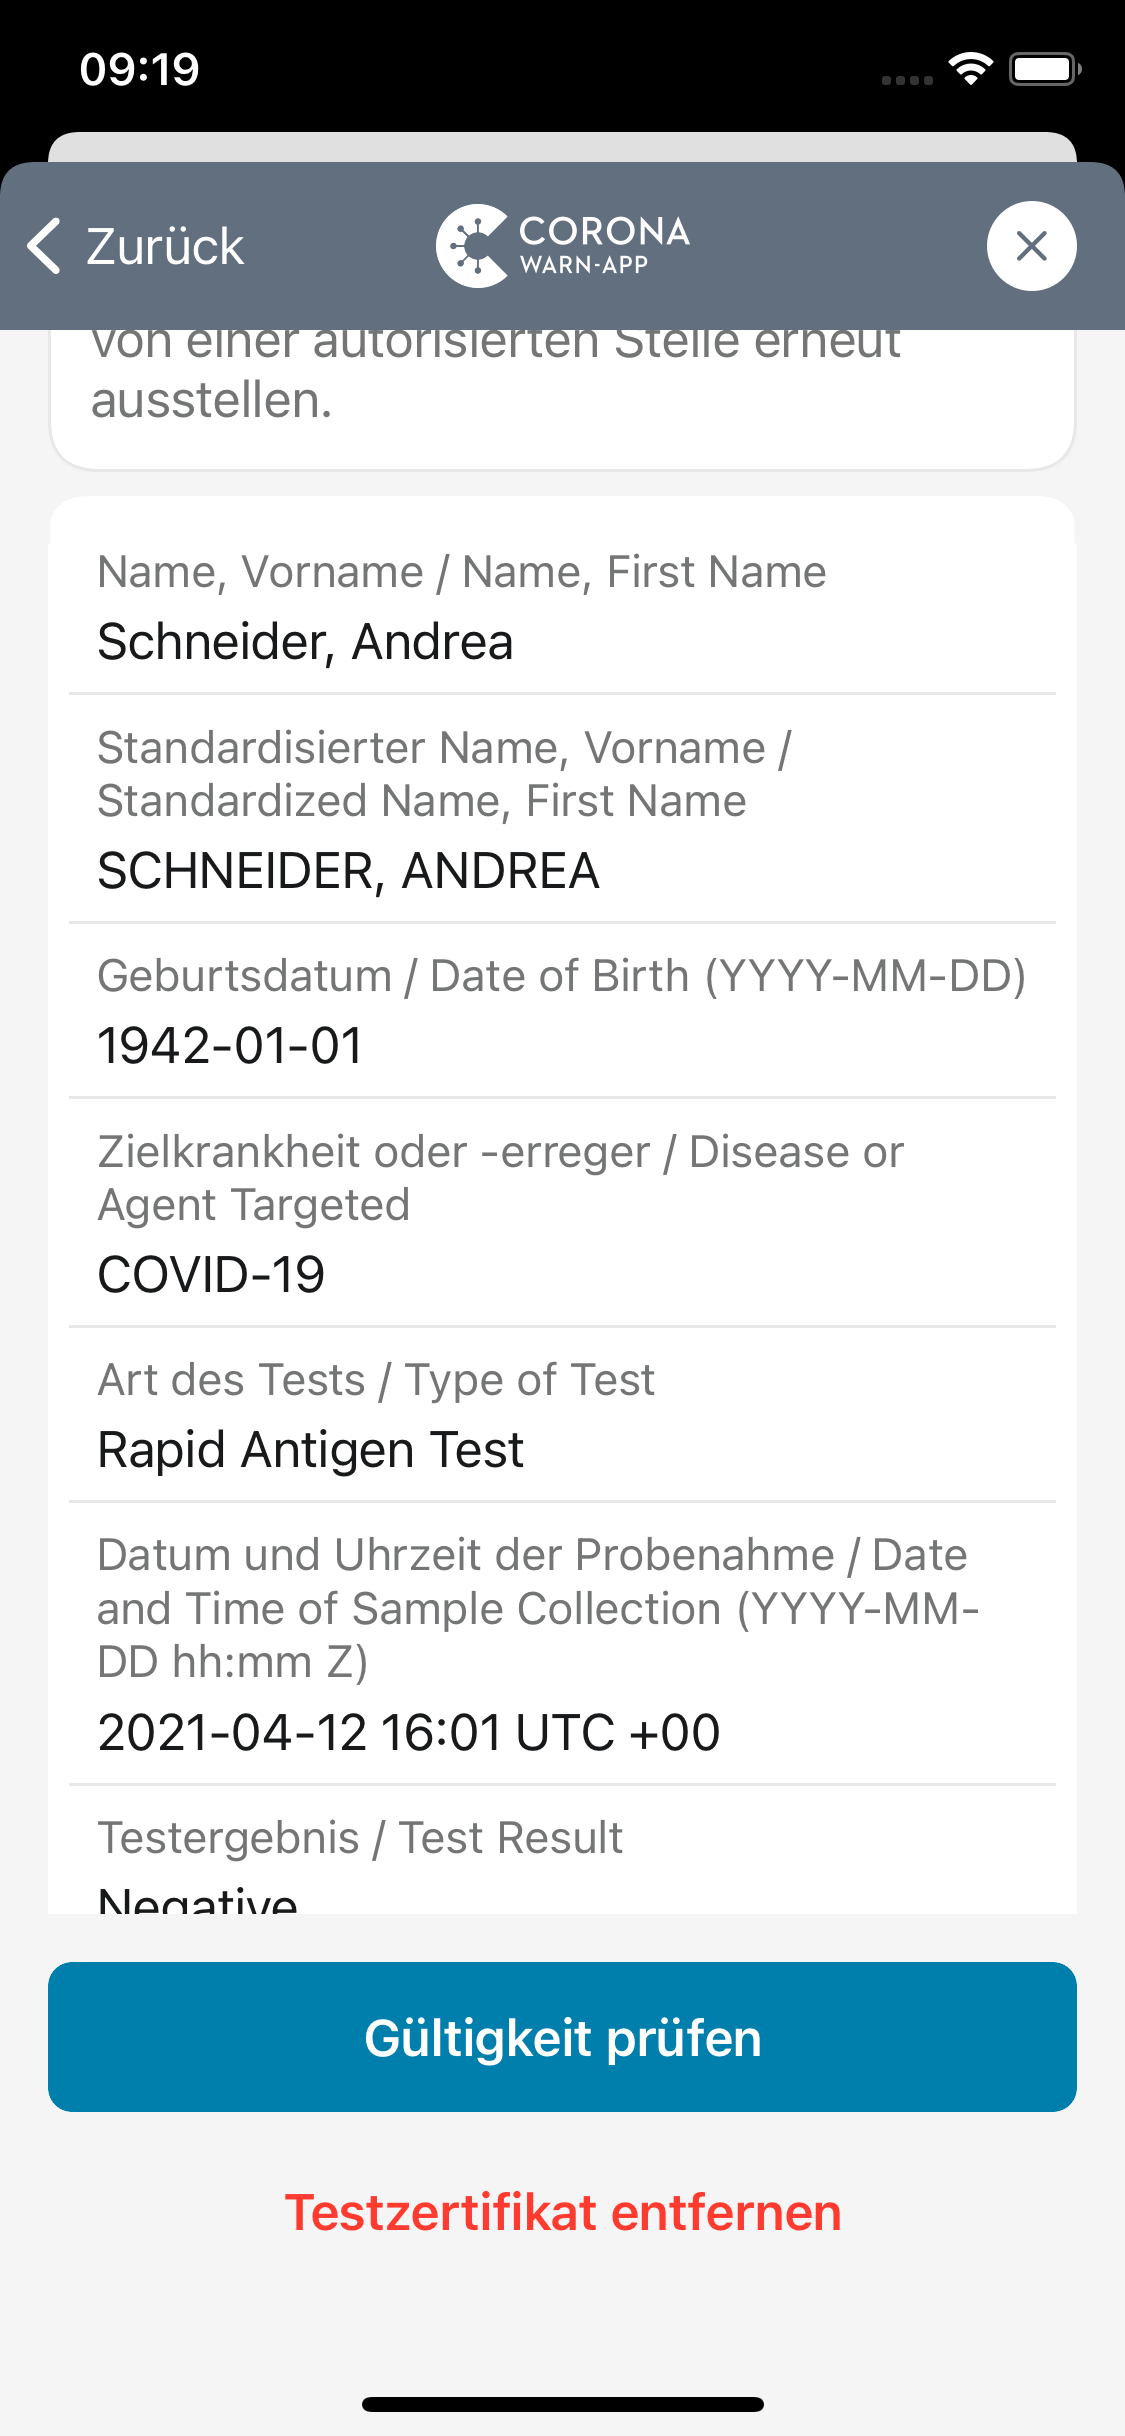 09:19
Zurück
CORONA
WARN-APP
von einer autorisierten Stelle erneut
ausstellen.
Name, Vorname / Name, First Name
Schneider, Andrea
Standardisierter Name, Vorname /
Standardized Name, First Name
SCHNEIDER, ANDREA
Geburtsdatum / Date of Birth (YYYY-MM-DD)
1942-01-01
Zielkrankheit oder -erreger / Disease or
Agent Targeted
COVID-19
Art des Tests / Type of Test
Rapid Antigen Test
Datum und Uhrzeit der Probenahme / Date
and Time of Sample Collection (YYYY-MM-
DD hh:mm Z)
2021-04-12 16:01 UTC +00
Testergebnis / Test Result
Negative
Gültigkeit prüfen
Testzertifikat entfernen